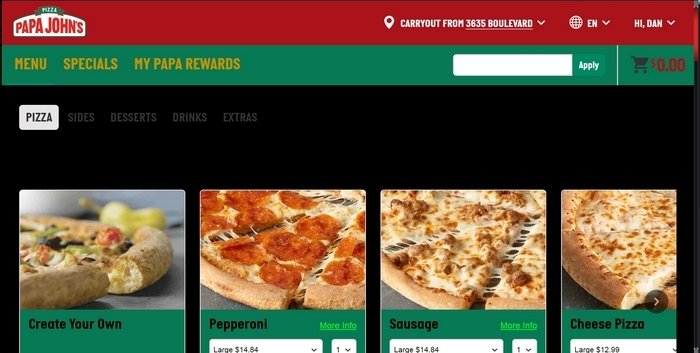 PIZZA
PAPA JOHN'S
CARRYOUT FROM 3635 BOULEVARD
EN
HI, DAN
MENU
SPECIALS
MY PAPA REWARDS
Apply
$0.00
PIZZA
SIDES
DESSERTS
DRINKS
EXTRAS
Create Your Own
Pepperoni
More Info
Sausage
More Info
Cheese Pizza
Large $14.84
1
Large $14.84
1
Large $12.99